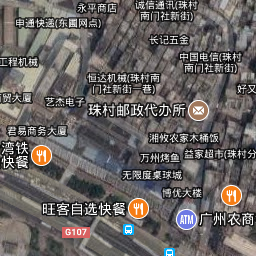 永平商店
申通快递(东圃网点)
诚信通讯(珠村
南门社新街)
长记五金
中国电信(珠村
南门社新街)
工程机械
恒达机械(珠村南
门社新街一巷)
好又
贸大厦
艺杰电子
珠村邮政代办所
君易商务大厦
湘攸农家木桶饭
湾铁
快餐
万州烤鱼
益家超市(珠村分
无限度桌球城
博优大楼
旺客自选快餐
ATM
广州农商
G107